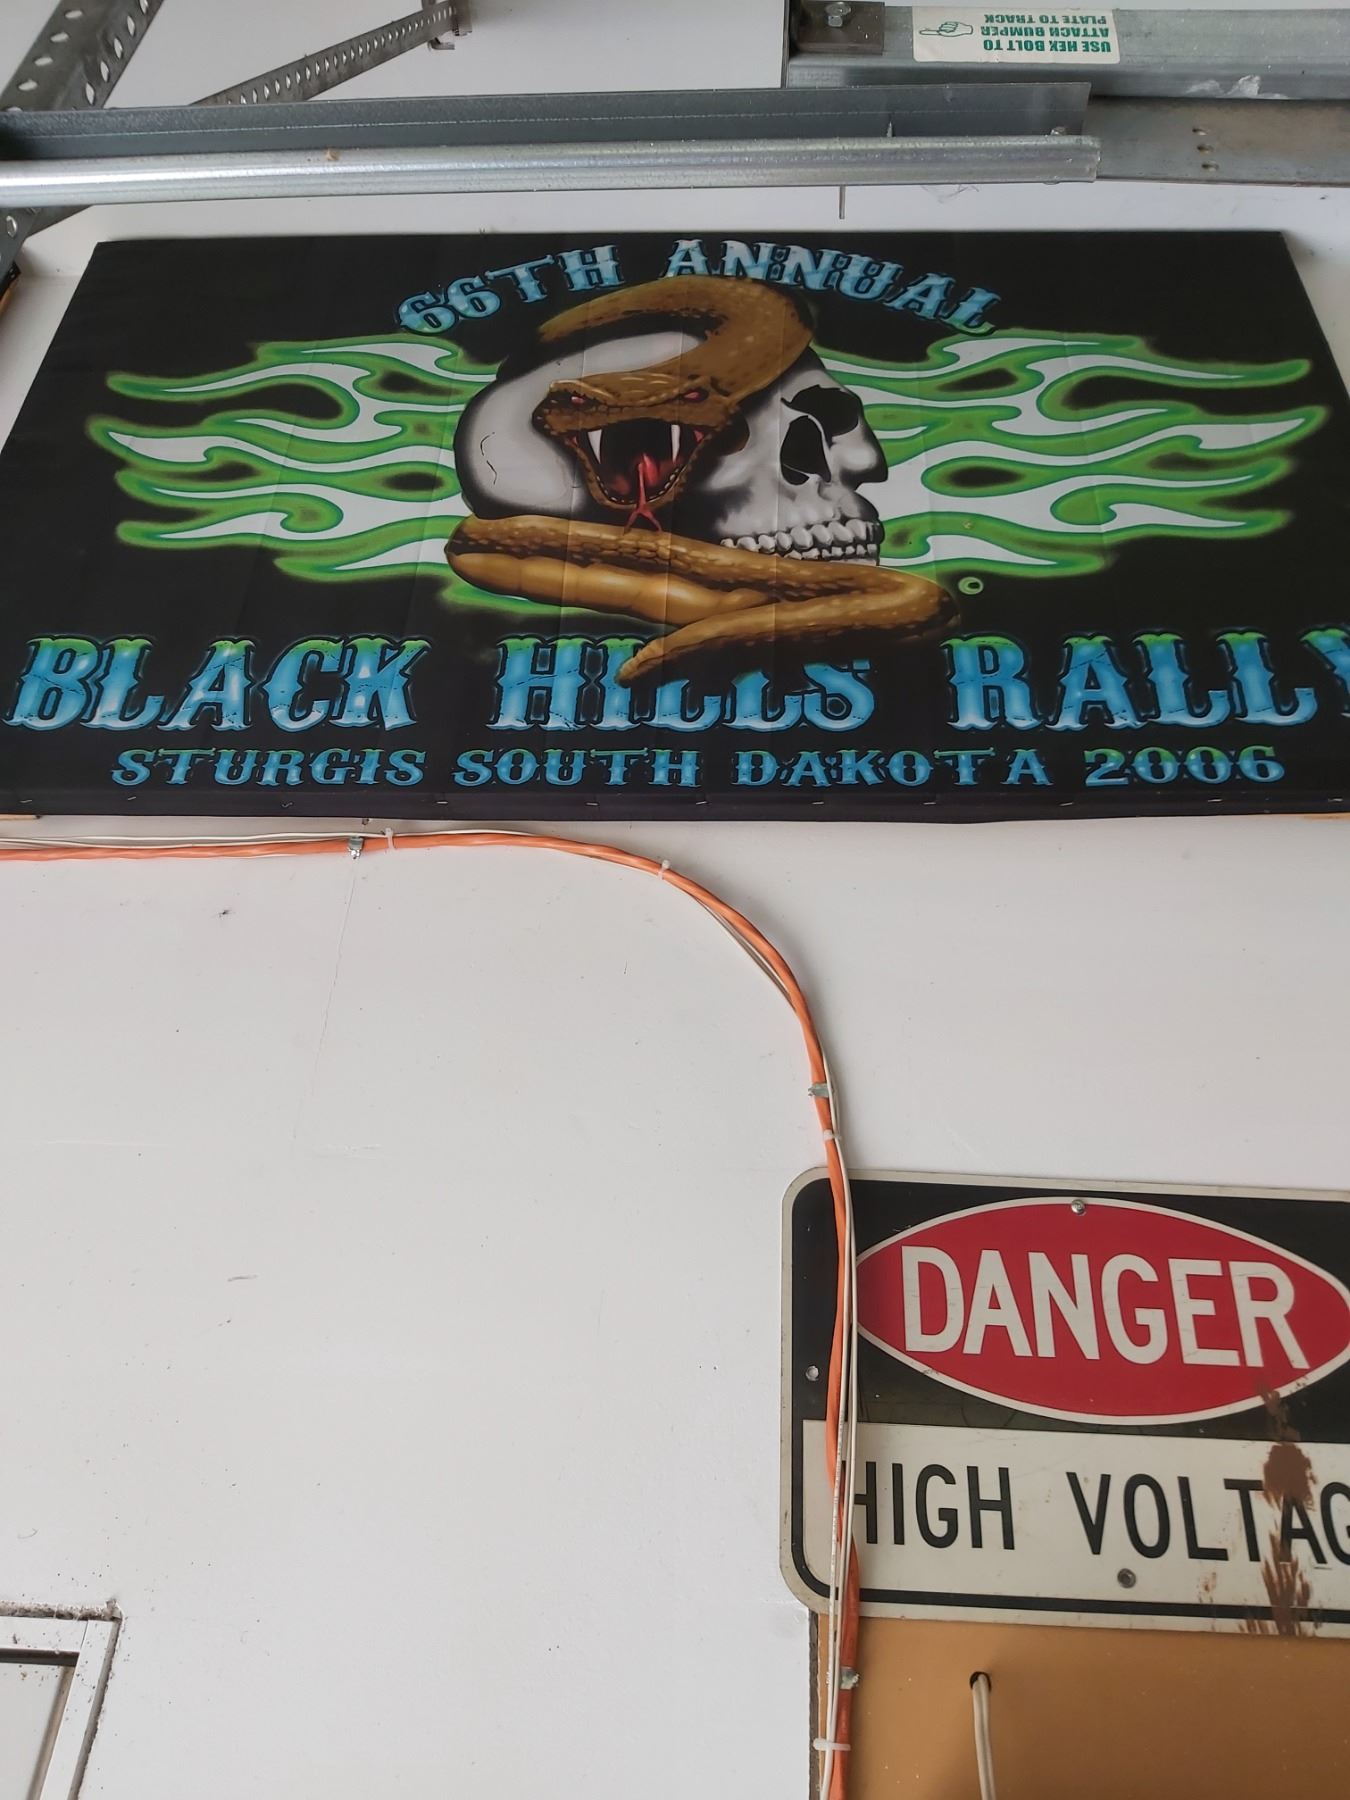 USE HEX BOLT TO
ATTACH BUMPER
PLATE TO TRACK
66TH ANNUAL
BLACK HILLS RALLY
STURGIS SOUTH DAKOTA 2006
DANGER
HIGH VOLTAG